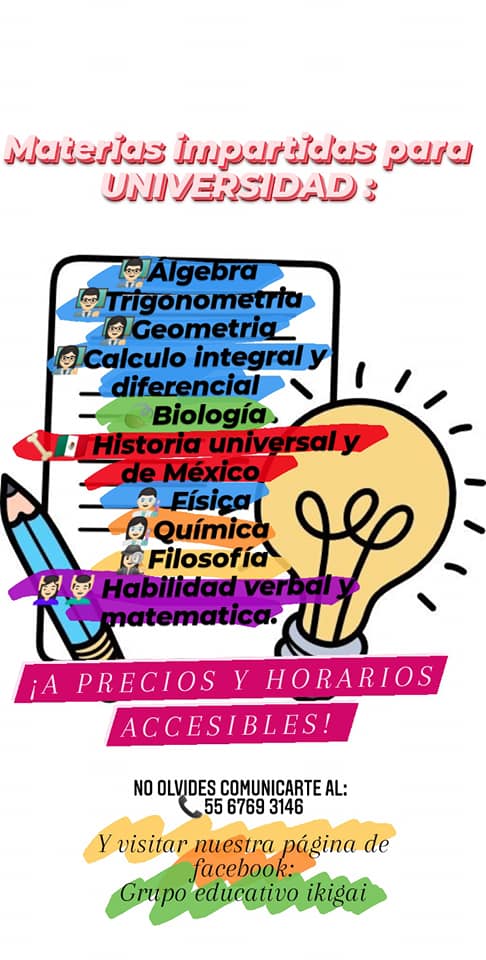 Materias impartidas para
UNIVERSIDAD :
Álgebra
Trigonometria
Geometria
Calculo integral y
diferencial
Biología
Historia universal y
de México
Física
Química
Filosofía
Habilidad verbal y
matematica.
¡A PRECIOS Y HORARIOS
ACCESIBLES!
NO OLVIDES COMUNICARTE AL:
55 6769 3146
Y visitar nuestra página de
facebook:
Grupo educativo ikigai